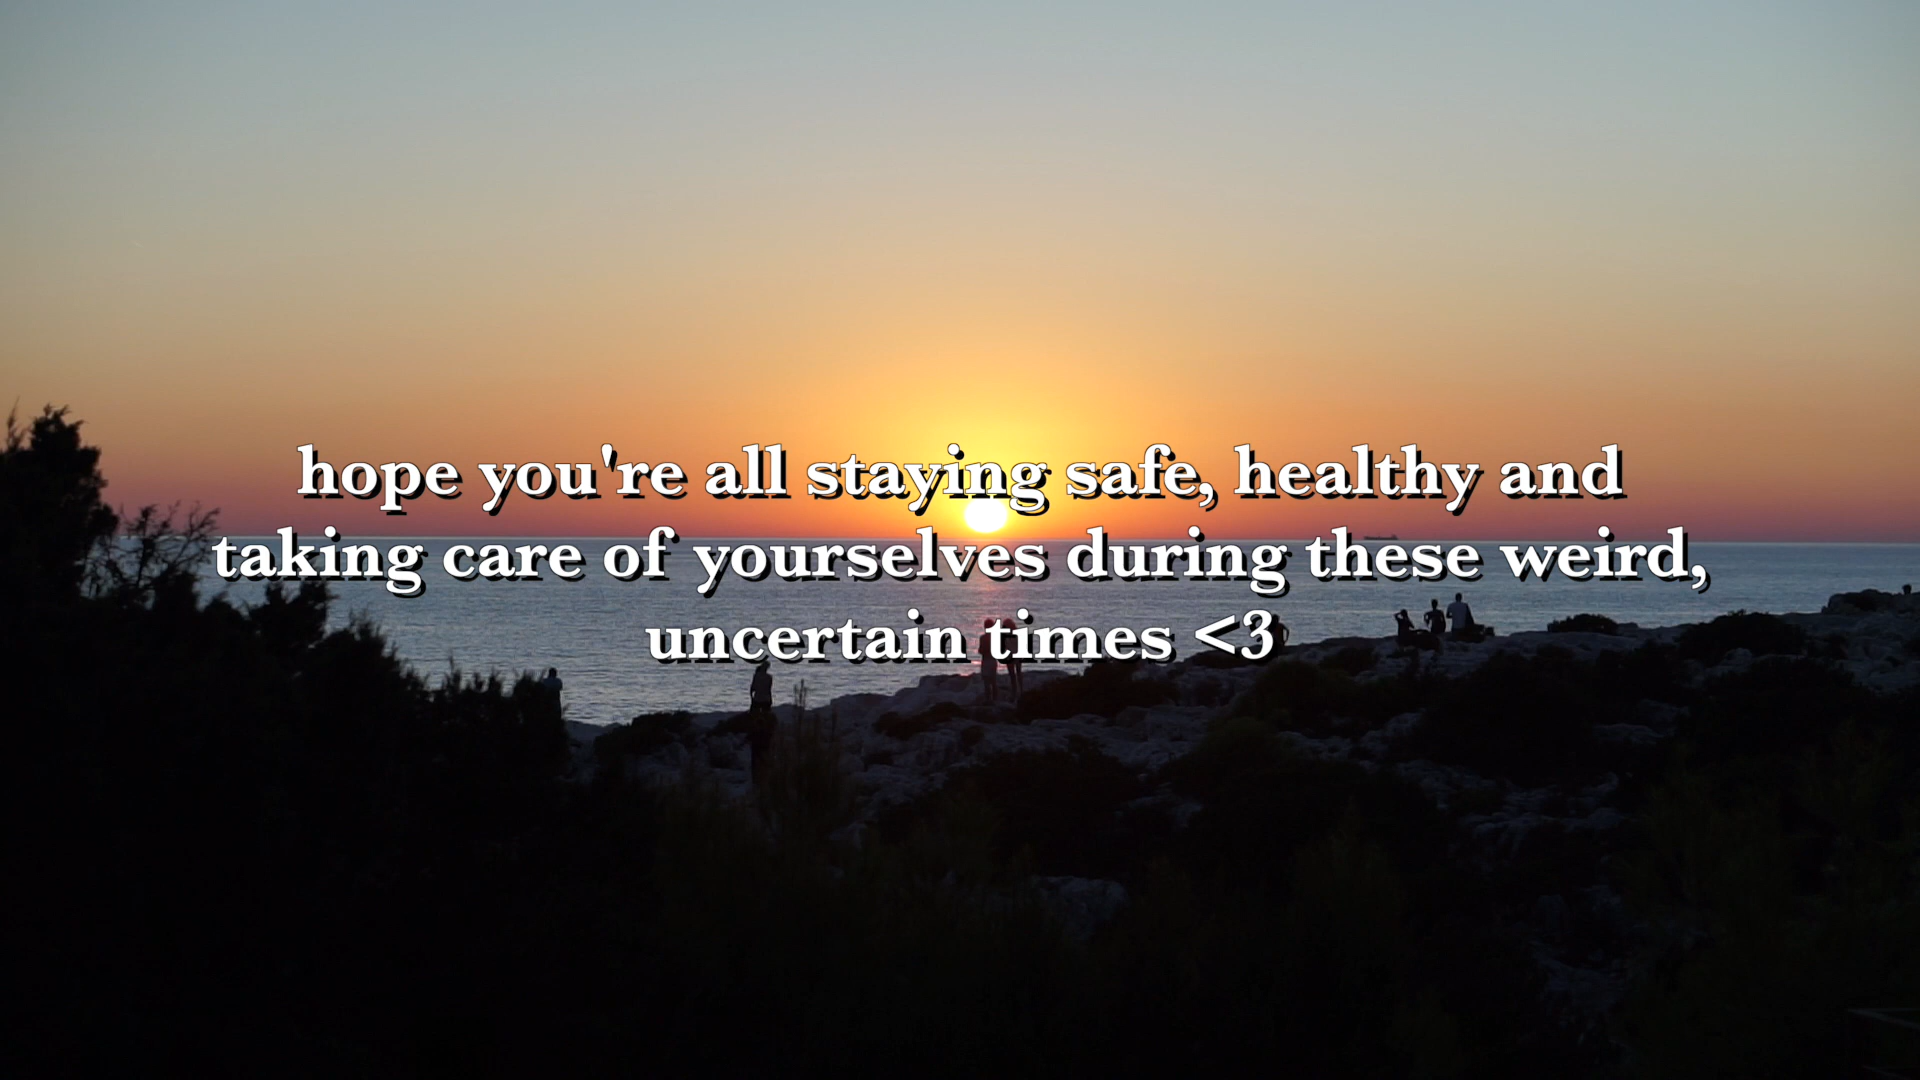 hope you're all staying safe, healthy and
taking care of yourselves during these weird,
uncertain times <3